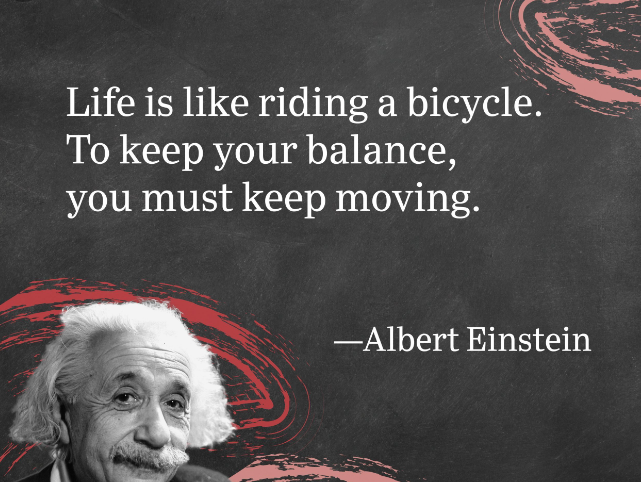 Life is like riding a bicycle.
To keep your balance,
you must keep moving.
—Albert Einstein